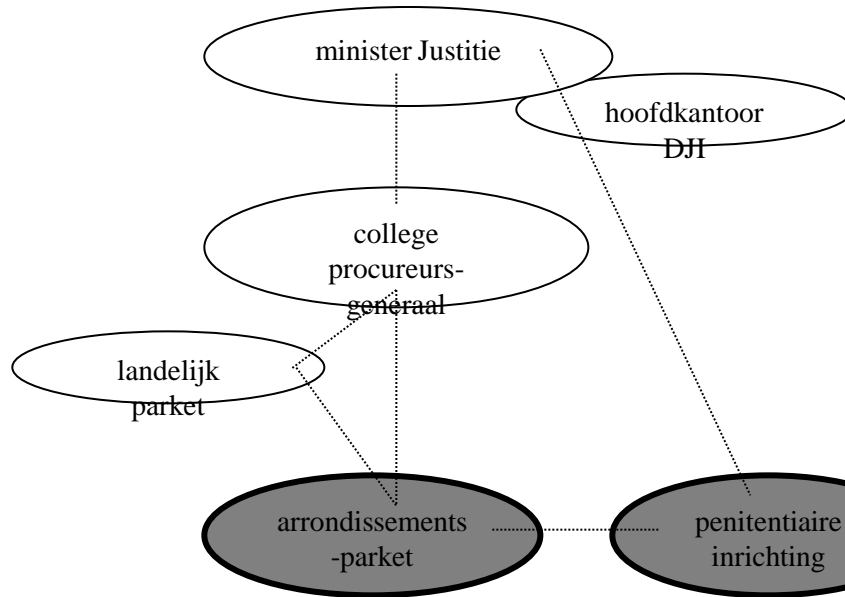 minister Justitie
hoofdkantoor
DJI
college
procureurs-
generaal
landelijk
parket
arrondissements
-parket
penitentiaire
inrichting